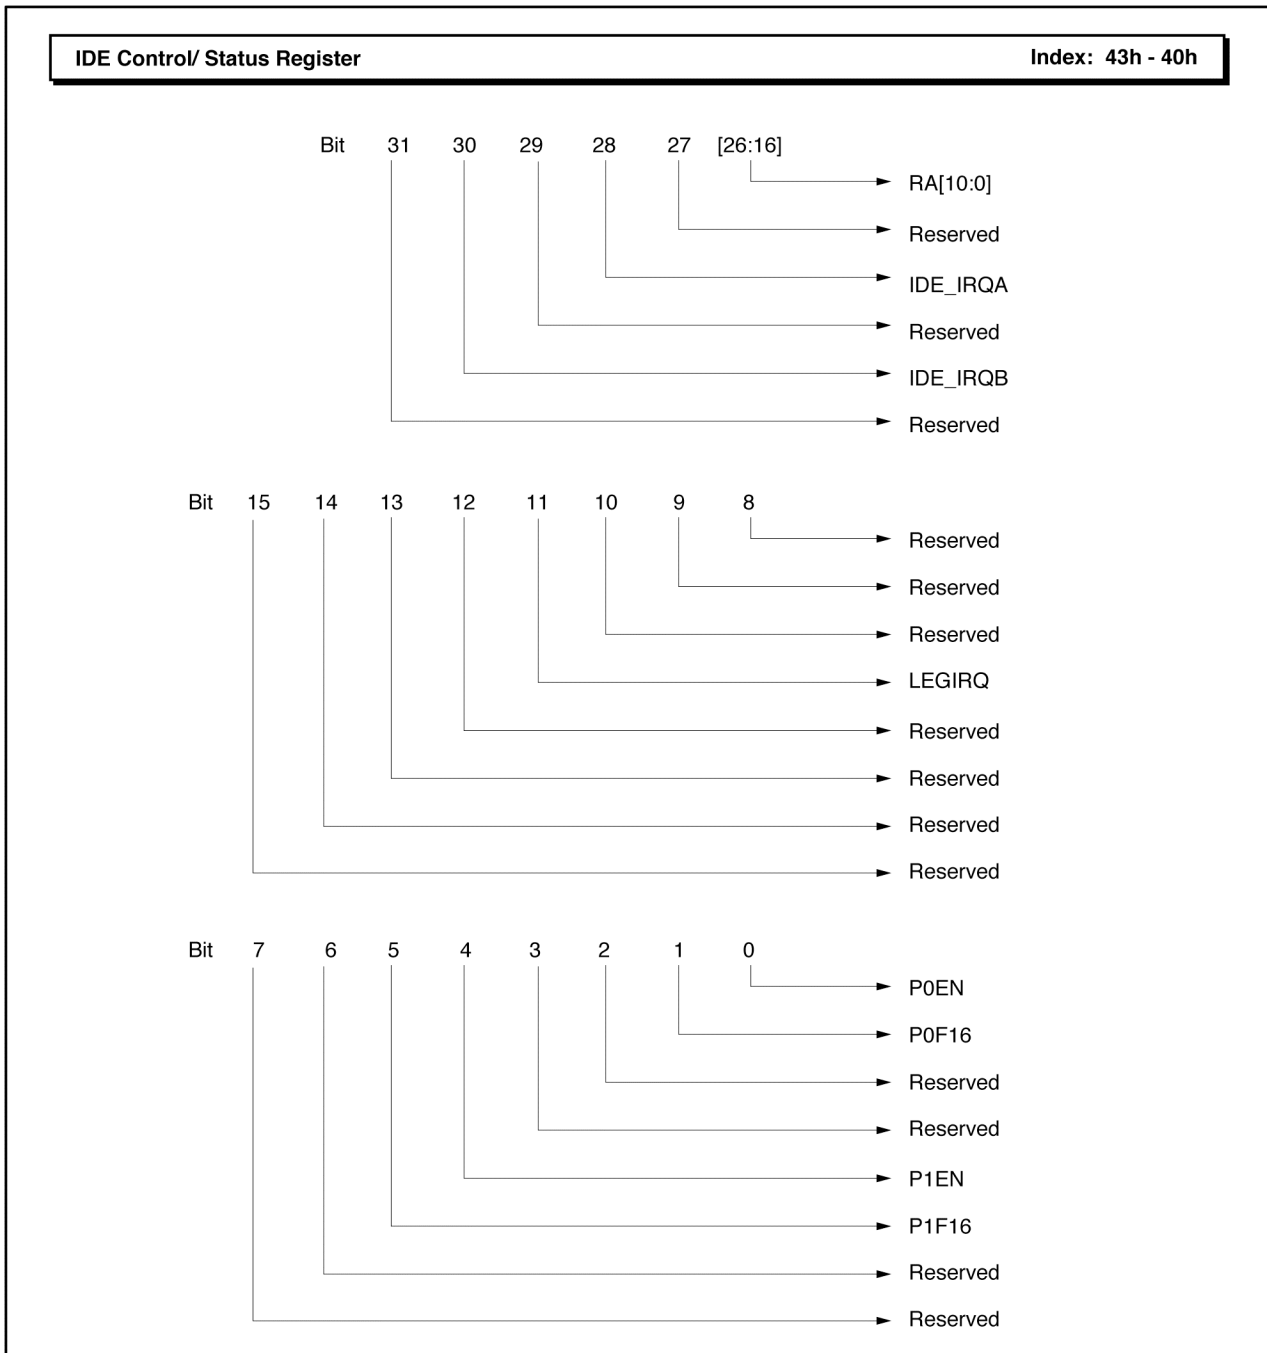 IDE Control/ Status Register Index: 43h - 40h
Bit 31 30 29 28 27 [26:16]
RA[10:0]
Reserved
IDE_IRQA
Reserved
IDE_IRQB
Reserved
Bit 15 14 13 12 11 10 9 8
Reserved
Reserved
Reserved
LEGIRQ
Reserved
Reserved
Reserved
Reserved
Bit 7 6 5 4 3 2 1 0
P0EN
P0F16
Reserved
Reserved
P1EN
P1F16
Reserved
Reserved